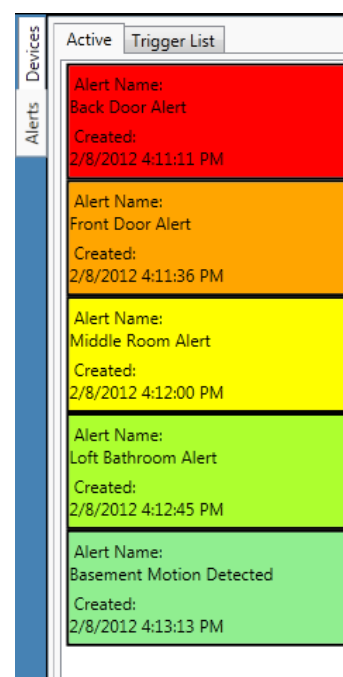 Devices
Alerts
Active
Trigger List
Alert Name:
Back Door Alert
Created:
2/8/2012 4:11:11 PM
Alert Name:
Front Door Alert
Created:
2/8/2012 4:11:36 PM
Alert Name:
Middle Room Alert
Created:
2/8/2012 4:12:00 PM
Alert Name:
Loft Bathroom Alert
Created:
2/8/2012 4:12:45 PM
Alert Name:
Basement Motion Detected
Created:
2/8/2012 4:13:13 PM